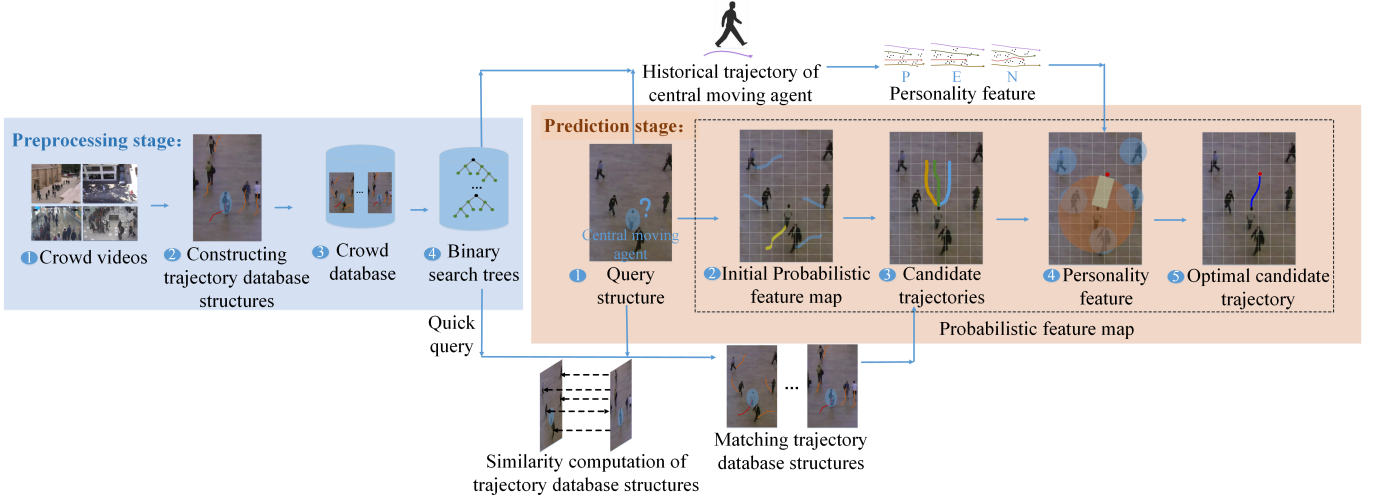 Historical trajectory of
central moving agent
P E N
Personality feature
Preprocessing stage:
1 Crowd videos
2 Constructing
trajectory database
structures
3 Crowd
database
...
...
4 Binary
search trees
Prediction stage:
?
Central moving
agent
1 Query
structure
2 Initial Probabilistic
feature map
3 Candidate
trajectories
4 Personality
feature
5 Optimal candidate
trajectory
Probabilistic feature map
Quick
query
Similarity computation of
trajectory database structures
...
Matching trajectory
database structures